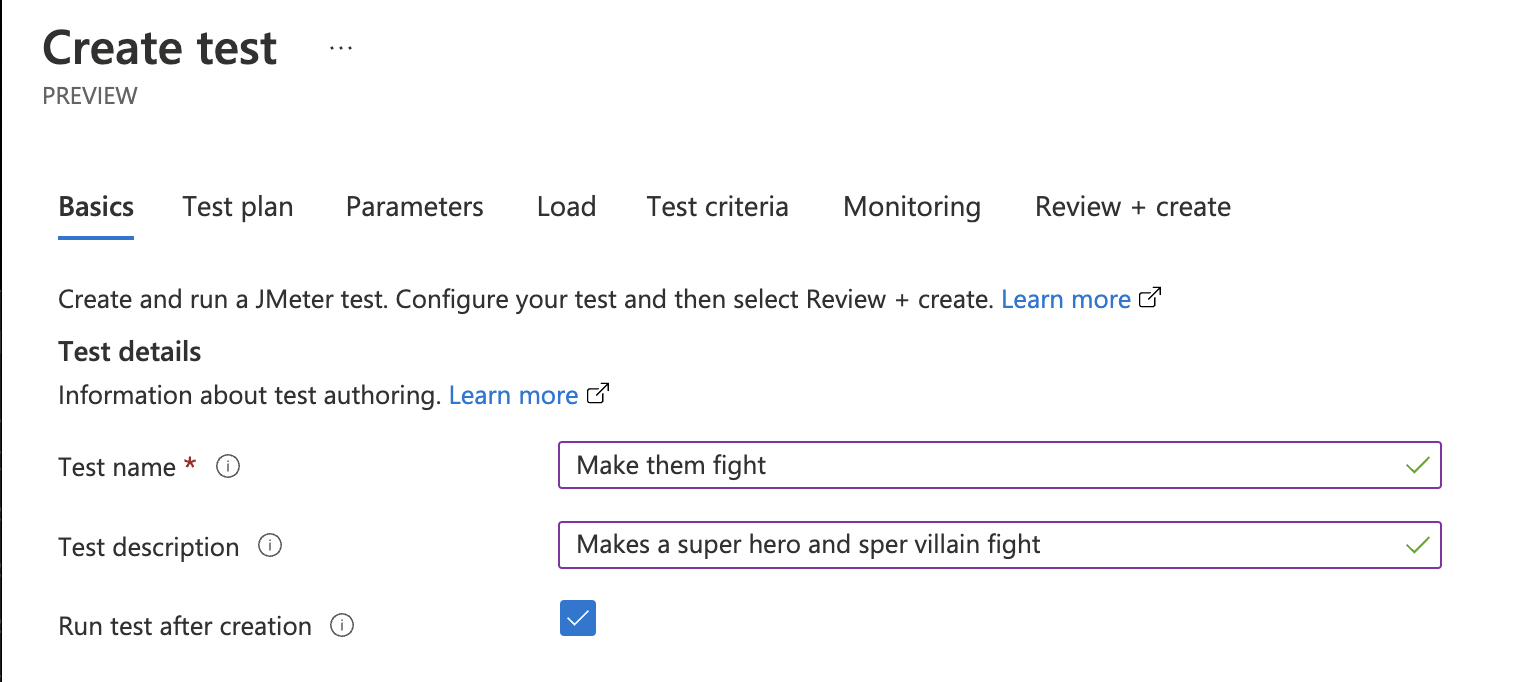 Create test ...
PREVIEW
Basics Test plan Parameters Load Test criteria Monitoring Review + create
Create and run a JMeter test. Configure your test and then select Review + create. Learn more
Test details
Information about test authoring. Learn more
Test name * Make them fight
Test description Makes a super hero and sper villain fight
Run test after creation